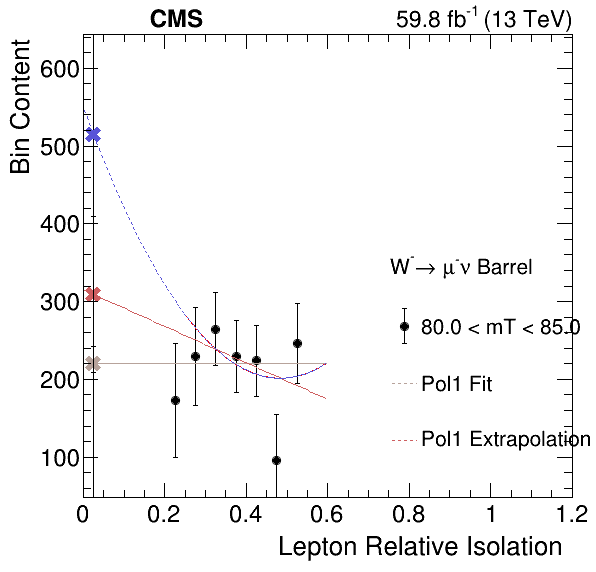 CMS
59.8 fb⁻¹ (13 TeV)
Bin Content
600
500
400
300
200
100
W⁻→ μ⁻ν Barrel
80.0 < mT < 85.0
Pol1 Fit
Pol1 Extrapolation
0 0.2 0.4 0.6 0.8 1 1.2
Lepton Relative Isolation